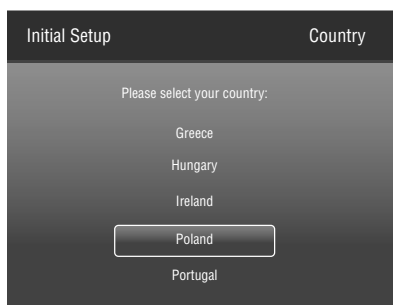 Initial Setup Country
Please select your country:
Greece
Hungary
Ireland
Poland
Portugal